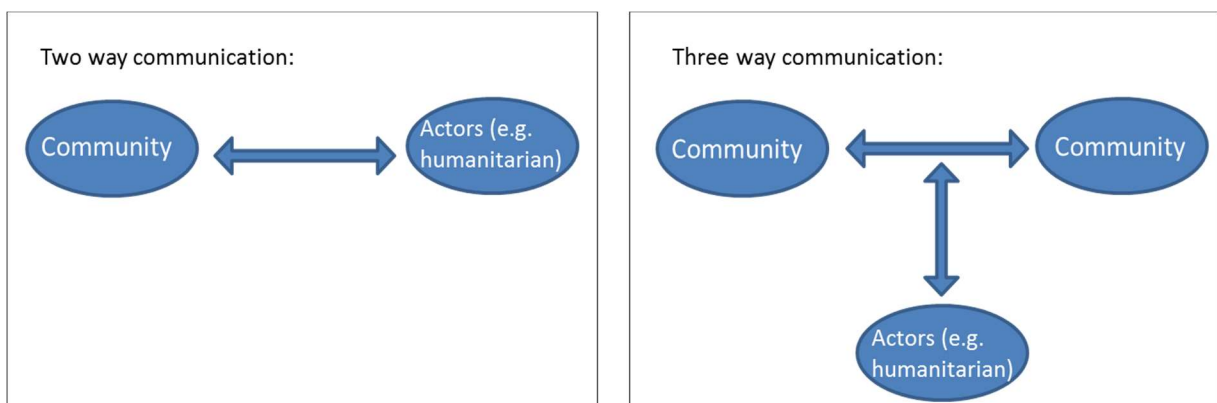 Two way communication:
Community
Actors (e.g.
humanitarian)
Three way communication:
Community
Community
Actors (e.g.
humanitarian)